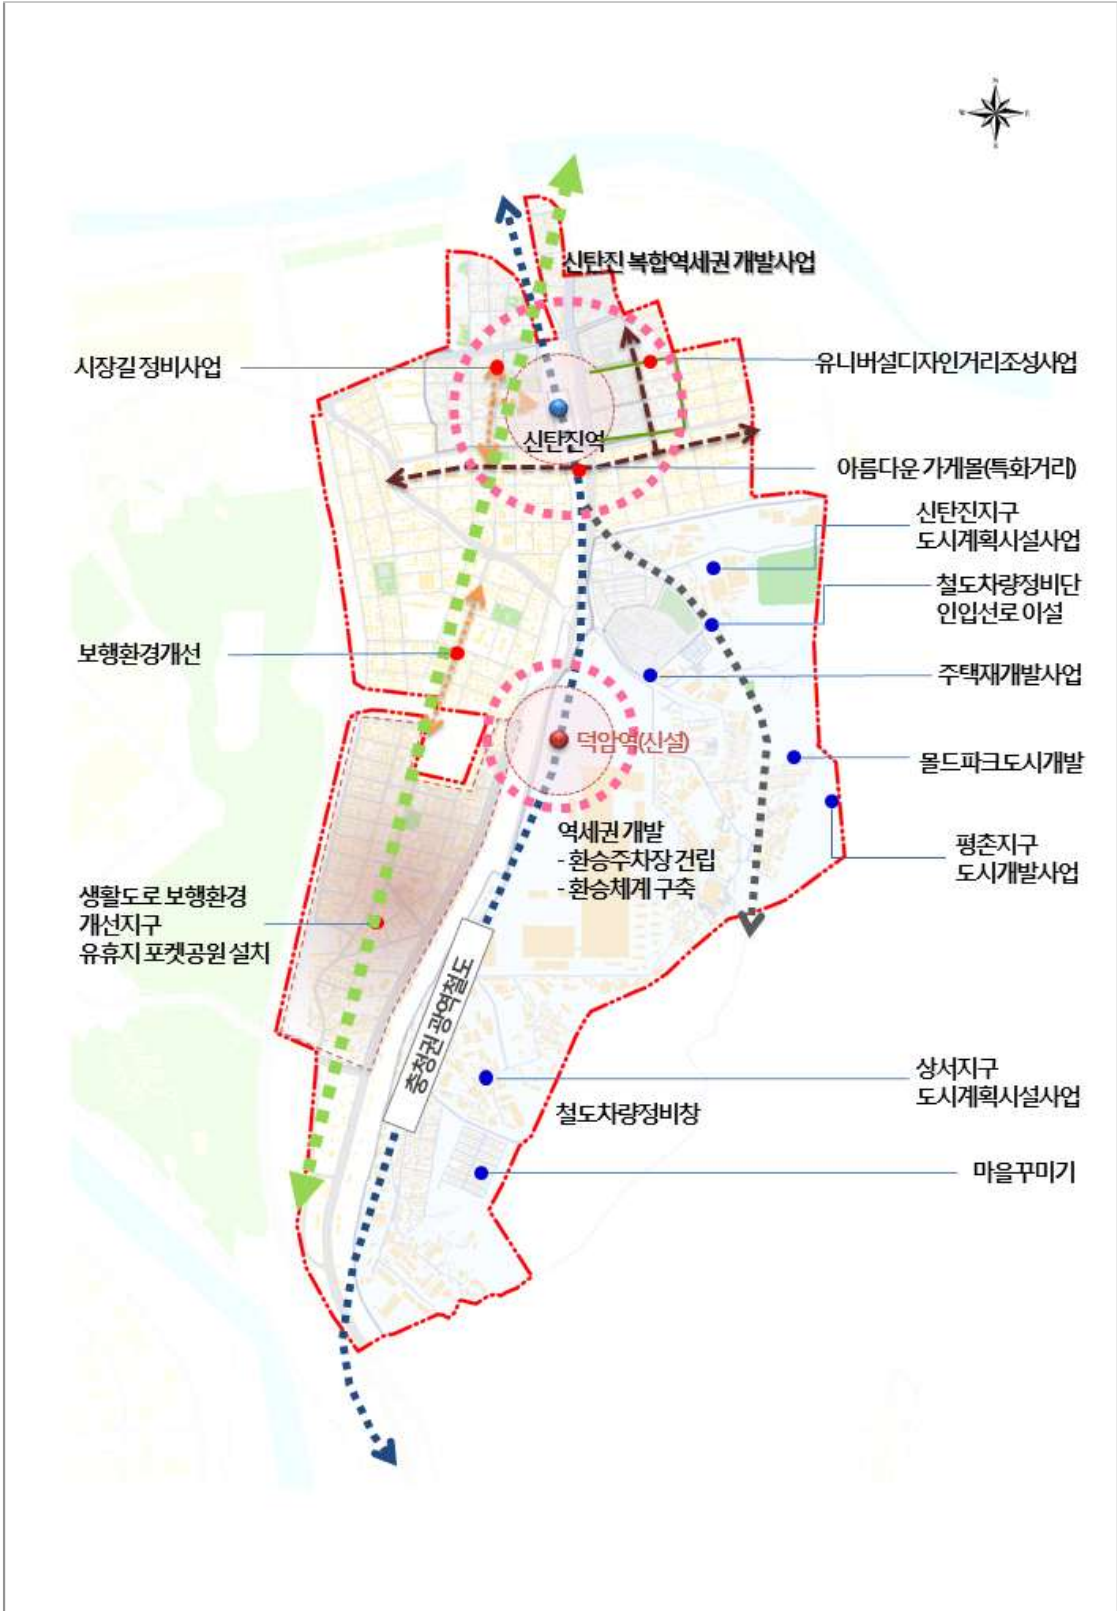 N
W
E
S
신탄진 복합역세권 개발사업
시장길 정비사업
유니버설디자인거리조성사업
신탄진역
아름다운 가게몰(특화거리)
신탄진지구
도시계획시설사업
철도차량정비단
인입선로 이설
보행환경개선
주택재개발사업
덕암역(신설)
몰드파크도시개발
역세권 개발
- 환승주차장 건립
- 환승체계 구축
평촌지구
도시개발사업
생활도로 보행환경
개선지구
유휴지 포켓공원 설치
충청권 광역철도
상서지구
도시계획시설사업
철도차량정비창
마을꾸미기